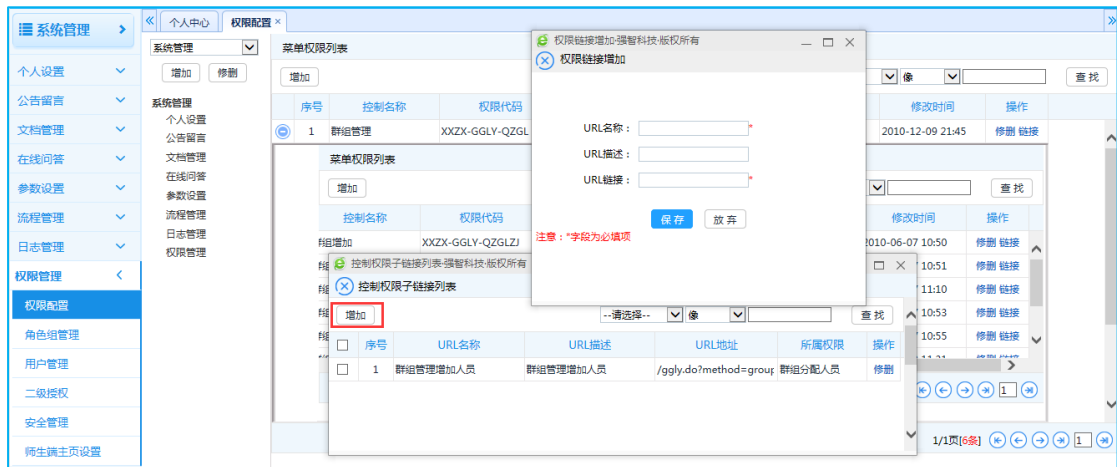 系统管理
个人设置
公告留言
文档管理
在线问答
参数设置
流程管理
日志管理
权限管理
权限配置
角色组管理
用户管理
二级授权
安全管理
师生端主页设置
个人中心 权限配置 ×
系统管理
增加 修删
系统管理
个人设置
公告留言
文档管理
在线问答
参数设置
流程管理
日志管理
权限管理
菜单权限列表
增加 像 查 找
序号 控制名称 权限代码 修改时间 操作
1 群组管理 XXZX-GGLY-QZGL 2010-12-09 21:45 修删 链接
菜单权限列表
增加 查 找
控制名称 权限代码 修改时间 操作
组增加 XXZX-GGLY-QZGLZJ 2010-06-07 10:50 修删 链接
10:51 修删 链接
11:10 修删 链接
10:53 修删 链接
10:55 修删 链接
1
1/1页[6条] 1
权限链接增加-强智科技·版权所有
权限链接增加
URL名称： *
URL描述：
URL链接： *
保 存 放 弃
注意：*字段为必填项
控制权限子链接列表-强智科技·版权所有
控制权限子链接列表
增加 --请选择-- 像 查 找
序号 URL名称 URL描述 URL地址 所属权限 操作
1 群组管理增加人员 群组管理增加人员 /ggly.do?method=group 群组分配人员 修删